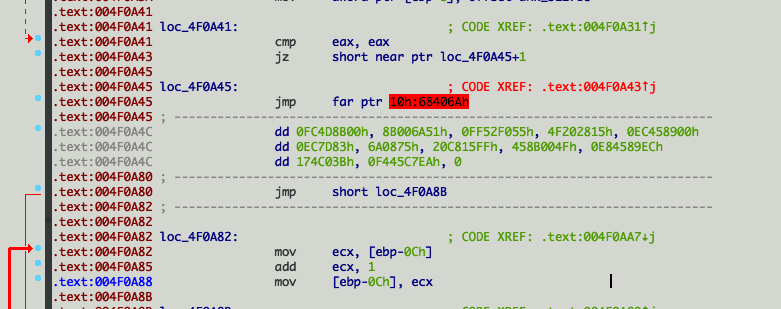 .text:004F0A41
.text:004F0A41 loc_4F0A41: ; CODE XREF: .text:004F0A31↑j
.text:004F0A41 cmp eax, eax
.text:004F0A43 jz short near ptr loc_4F0A45+1
.text:004F0A45
.text:004F0A45 loc_4F0A45: ; CODE XREF: .text:004F0A43↑j
.text:004F0A45 jmp far ptr 10h:68406Ah
.text:004F0A45 ; ---------------------------------------------------------------------------
.text:004F0A4C dd 0FC4D8B00h, 8B006A51h, 0FF52F055h, 4F202815h, 0EC458900h
.text:004F0A4C dd 0EC7D83h, 6A0875h, 20C815FFh, 458B004Fh, 0E84589ECh
.text:004F0A4C dd 174C03Bh, 0F445C7EAh, 0
.text:004F0A80 ; ---------------------------------------------------------------------------
.text:004F0A80 jmp short loc_4F0A8B
.text:004F0A82 ; ---------------------------------------------------------------------------
.text:004F0A82
.text:004F0A82 loc_4F0A82: ; CODE XREF: .text:004F0AA7↓j
.text:004F0A82 mov ecx, [ebp-0Ch]
.text:004F0A85 add ecx, 1
.text:004F0A88 mov [ebp-0Ch], ecx
.text:004F0A8B